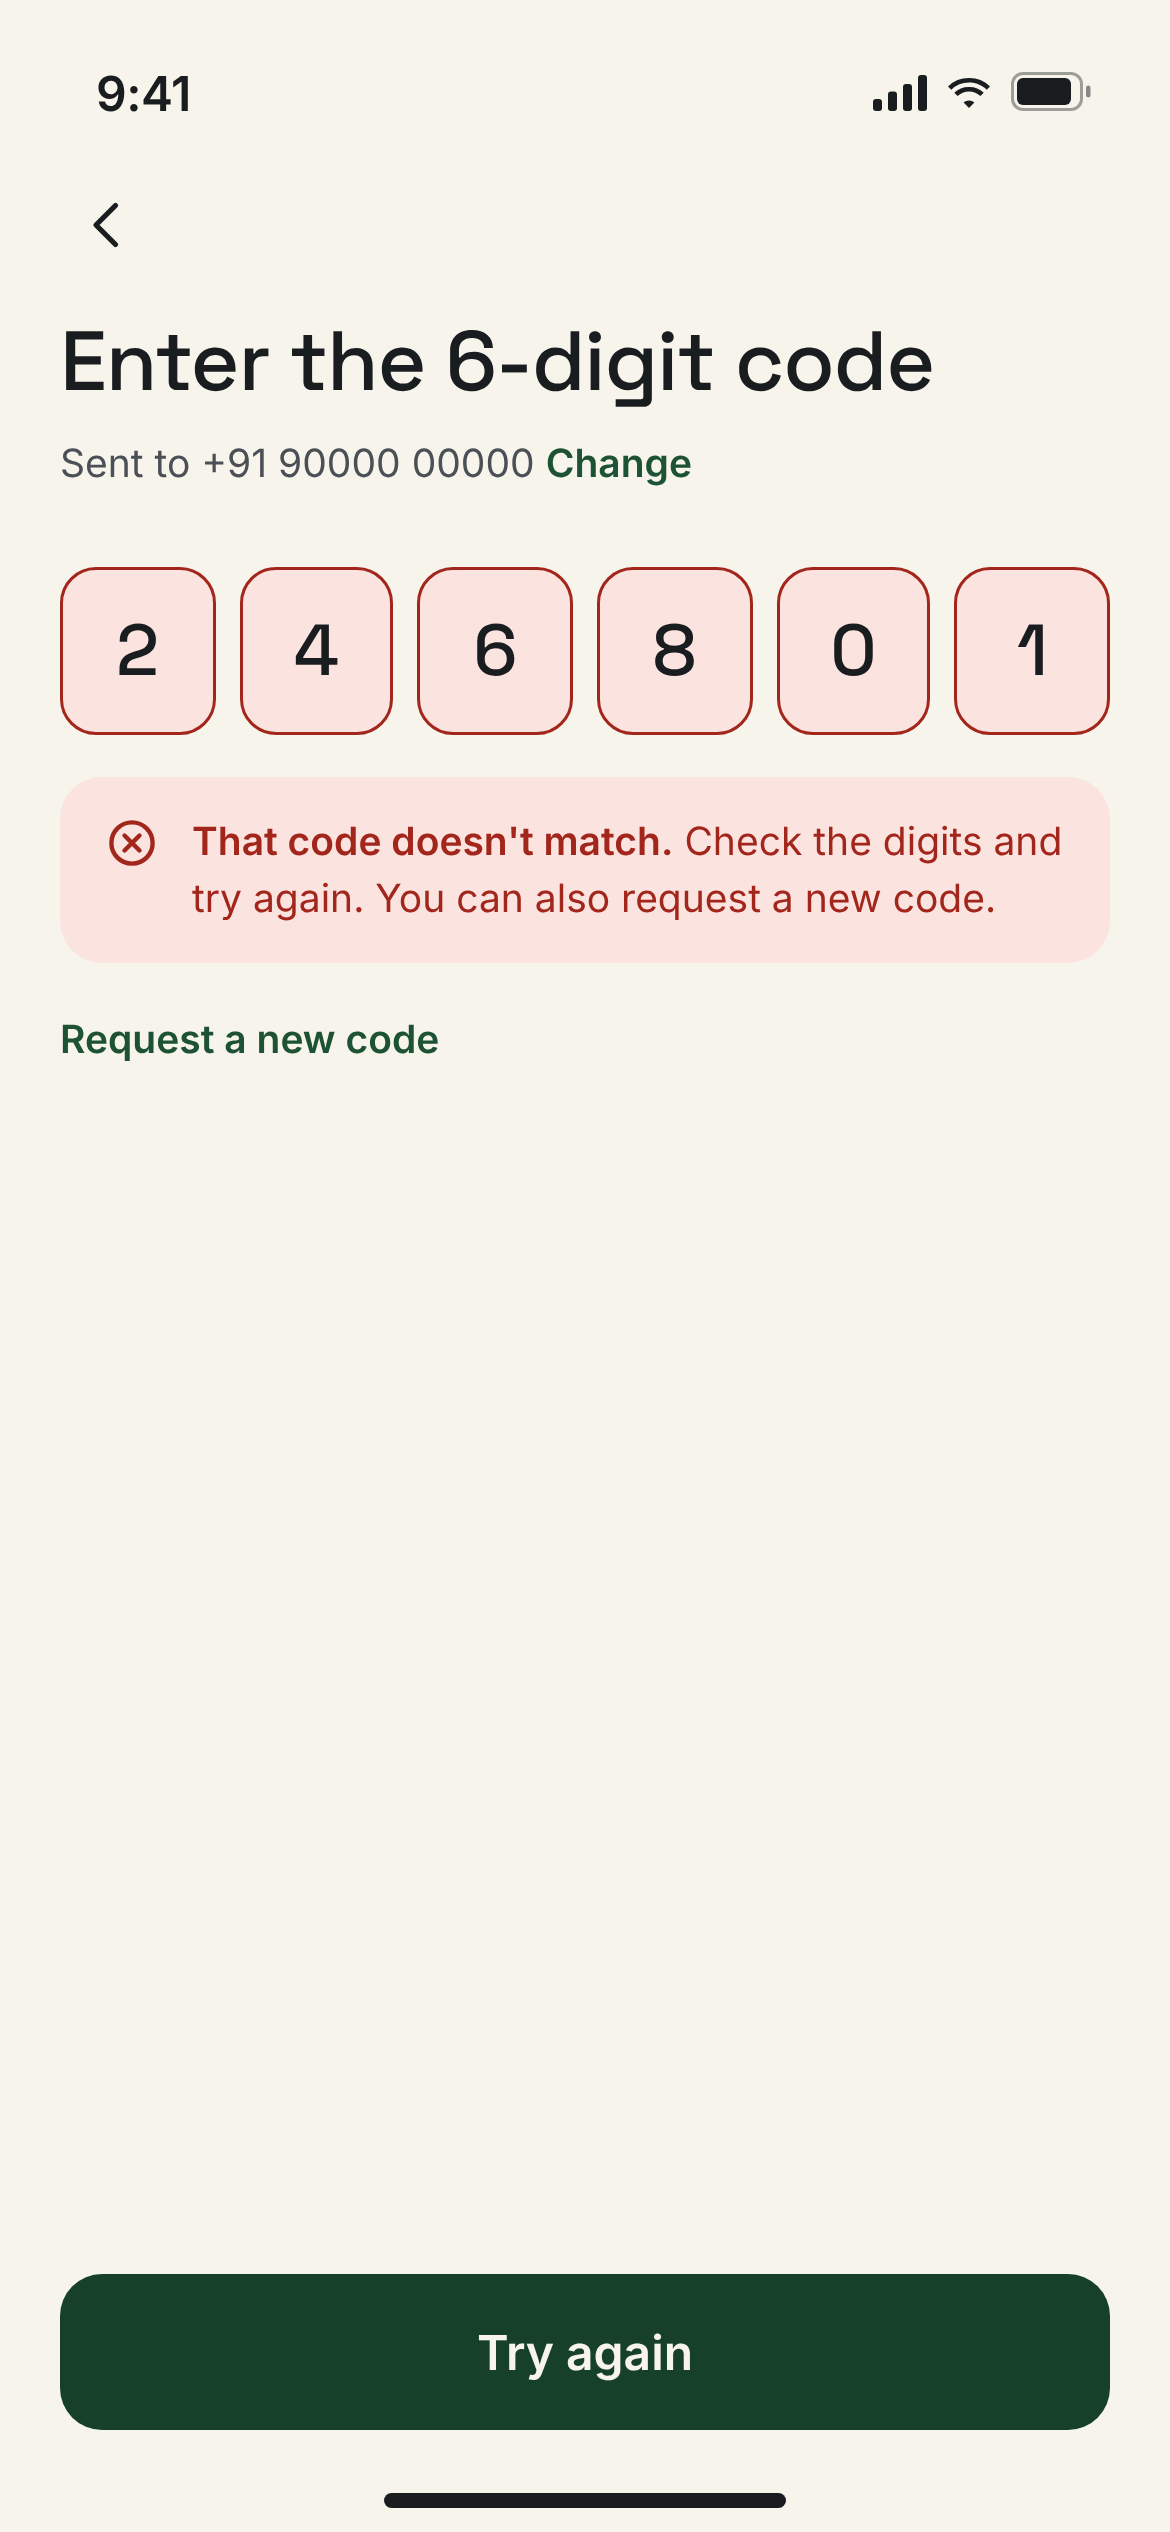 9:41
Enter the 6-digit code
Sent to +91 90000 00000 Change
2 4 6 8 0 1
That code doesn't match. Check the digits and
try again. You can also request a new code.
Request a new code
Try again